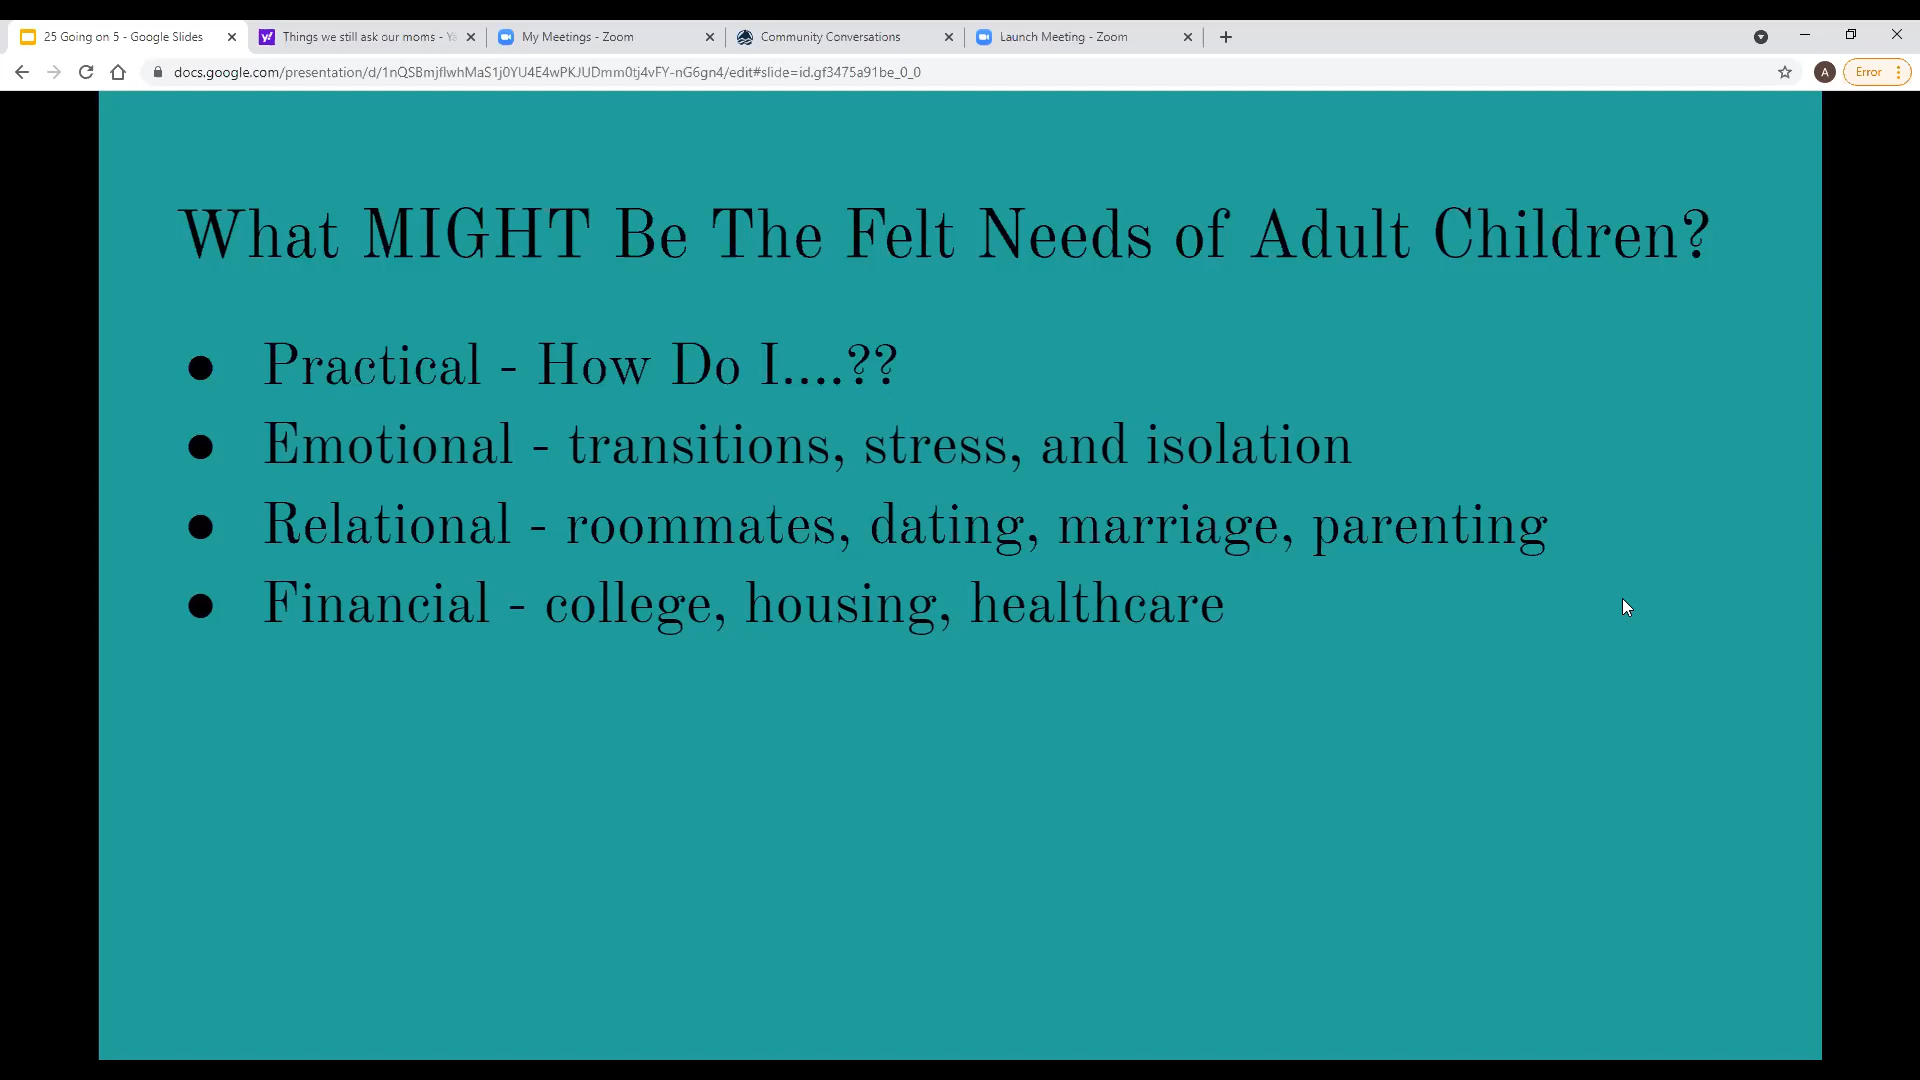 25 Going on 5 - Google Slides
Things we still ask our moms - Ya
My Meetings - Zoom
Community Conversations
Launch Meeting - Zoom
docs.google.com/presentation/d/1nQSBmjflwhMaS1j0YU4E4wPKJUDmm0tj4vFY-nG6gn4/edit#slide=id.gf3475a91be_0_0
A
Error
What MIGHT Be The Felt Needs of Adult Children?
● Practical - How Do I....??
● Emotional - transitions, stress, and isolation
● Relational - roommates, dating, marriage, parenting
● Financial - college, housing, healthcare